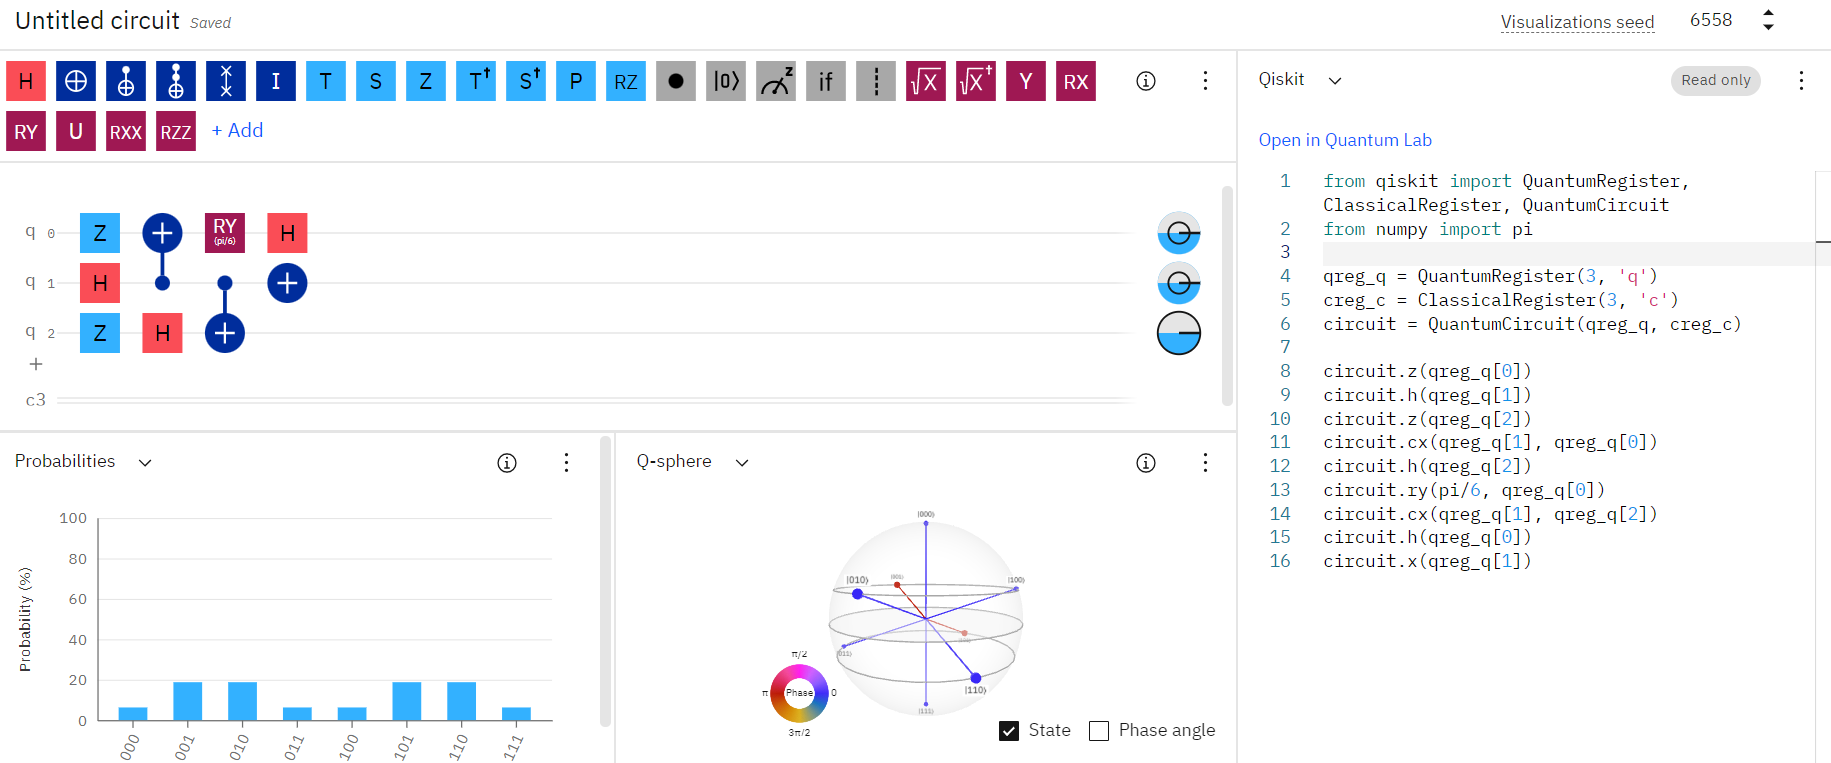 Untitled circuit Saved
Visualizations seed 6558
H I T S Z T† S† P RZ |0⟩ z if √X √X† Y RX
RY U RXX RZZ + Add
Qiskit
Read only
Open in Quantum Lab
1 from qiskit import QuantumRegister,
ClassicalRegister, QuantumCircuit
2 from numpy import pi
3
4 qreg_q = QuantumRegister(3, 'q')
5 creg_c = ClassicalRegister(3, 'c')
6 circuit = QuantumCircuit(qreg_q, creg_c)
7
8 circuit.z(qreg_q[0])
9 circuit.h(qreg_q[1])
10 circuit.z(qreg_q[2])
11 circuit.cx(qreg_q[1], qreg_q[0])
12 circuit.h(qreg_q[2])
13 circuit.ry(pi/6, qreg_q[0])
14 circuit.cx(qreg_q[1], qreg_q[2])
15 circuit.h(qreg_q[0])
16 circuit.x(qreg_q[1])
q 0 Z RY (pi/6) H
q 1 H
q 2 Z H
+
c3
Probabilities
Probability (%)
100
80
60
40
20
0
000 001 010 011 100 101 110 111
Q-sphere
|000⟩
|010⟩
|001⟩
|100⟩
|011⟩
|110⟩
|111⟩
π/2
π Phase 0
3π/2
State
Phase angle